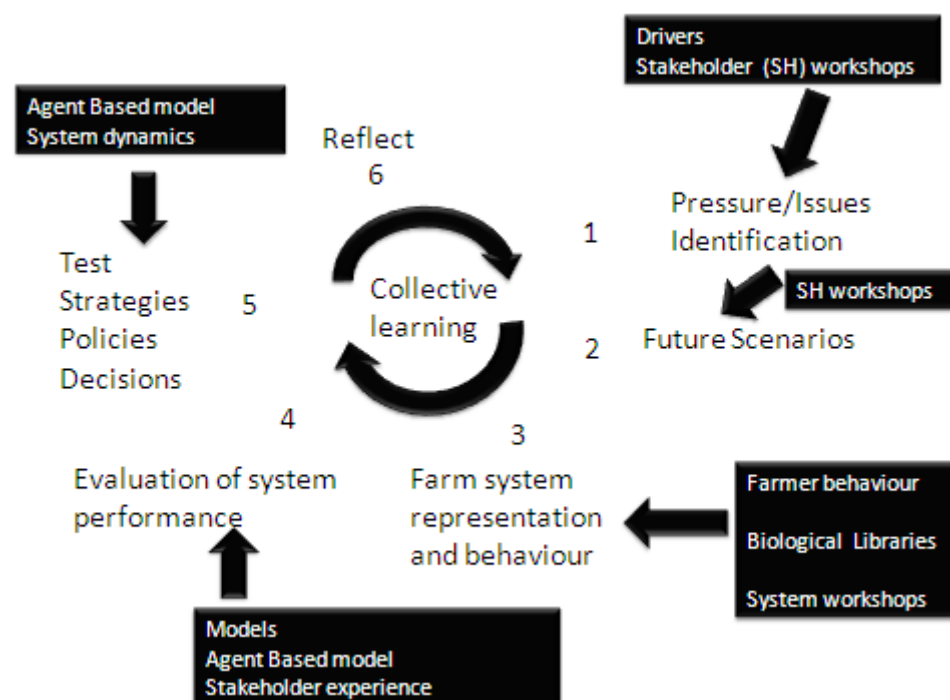 Drivers
Stakeholder (SH) workshops
Agent Based model
System dynamics
Reflect
6
1
Pressure/Issues
Identification
Test
Strategies
Policies
Decisions
5
Collective
learning
SH workshops
2
Future Scenarios
4
3
Evaluation of system
performance
Farm system
representation
and behaviour
Farmer behaviour
Biological Libraries
System workshops
Models
Agent Based model
Stakeholder experience